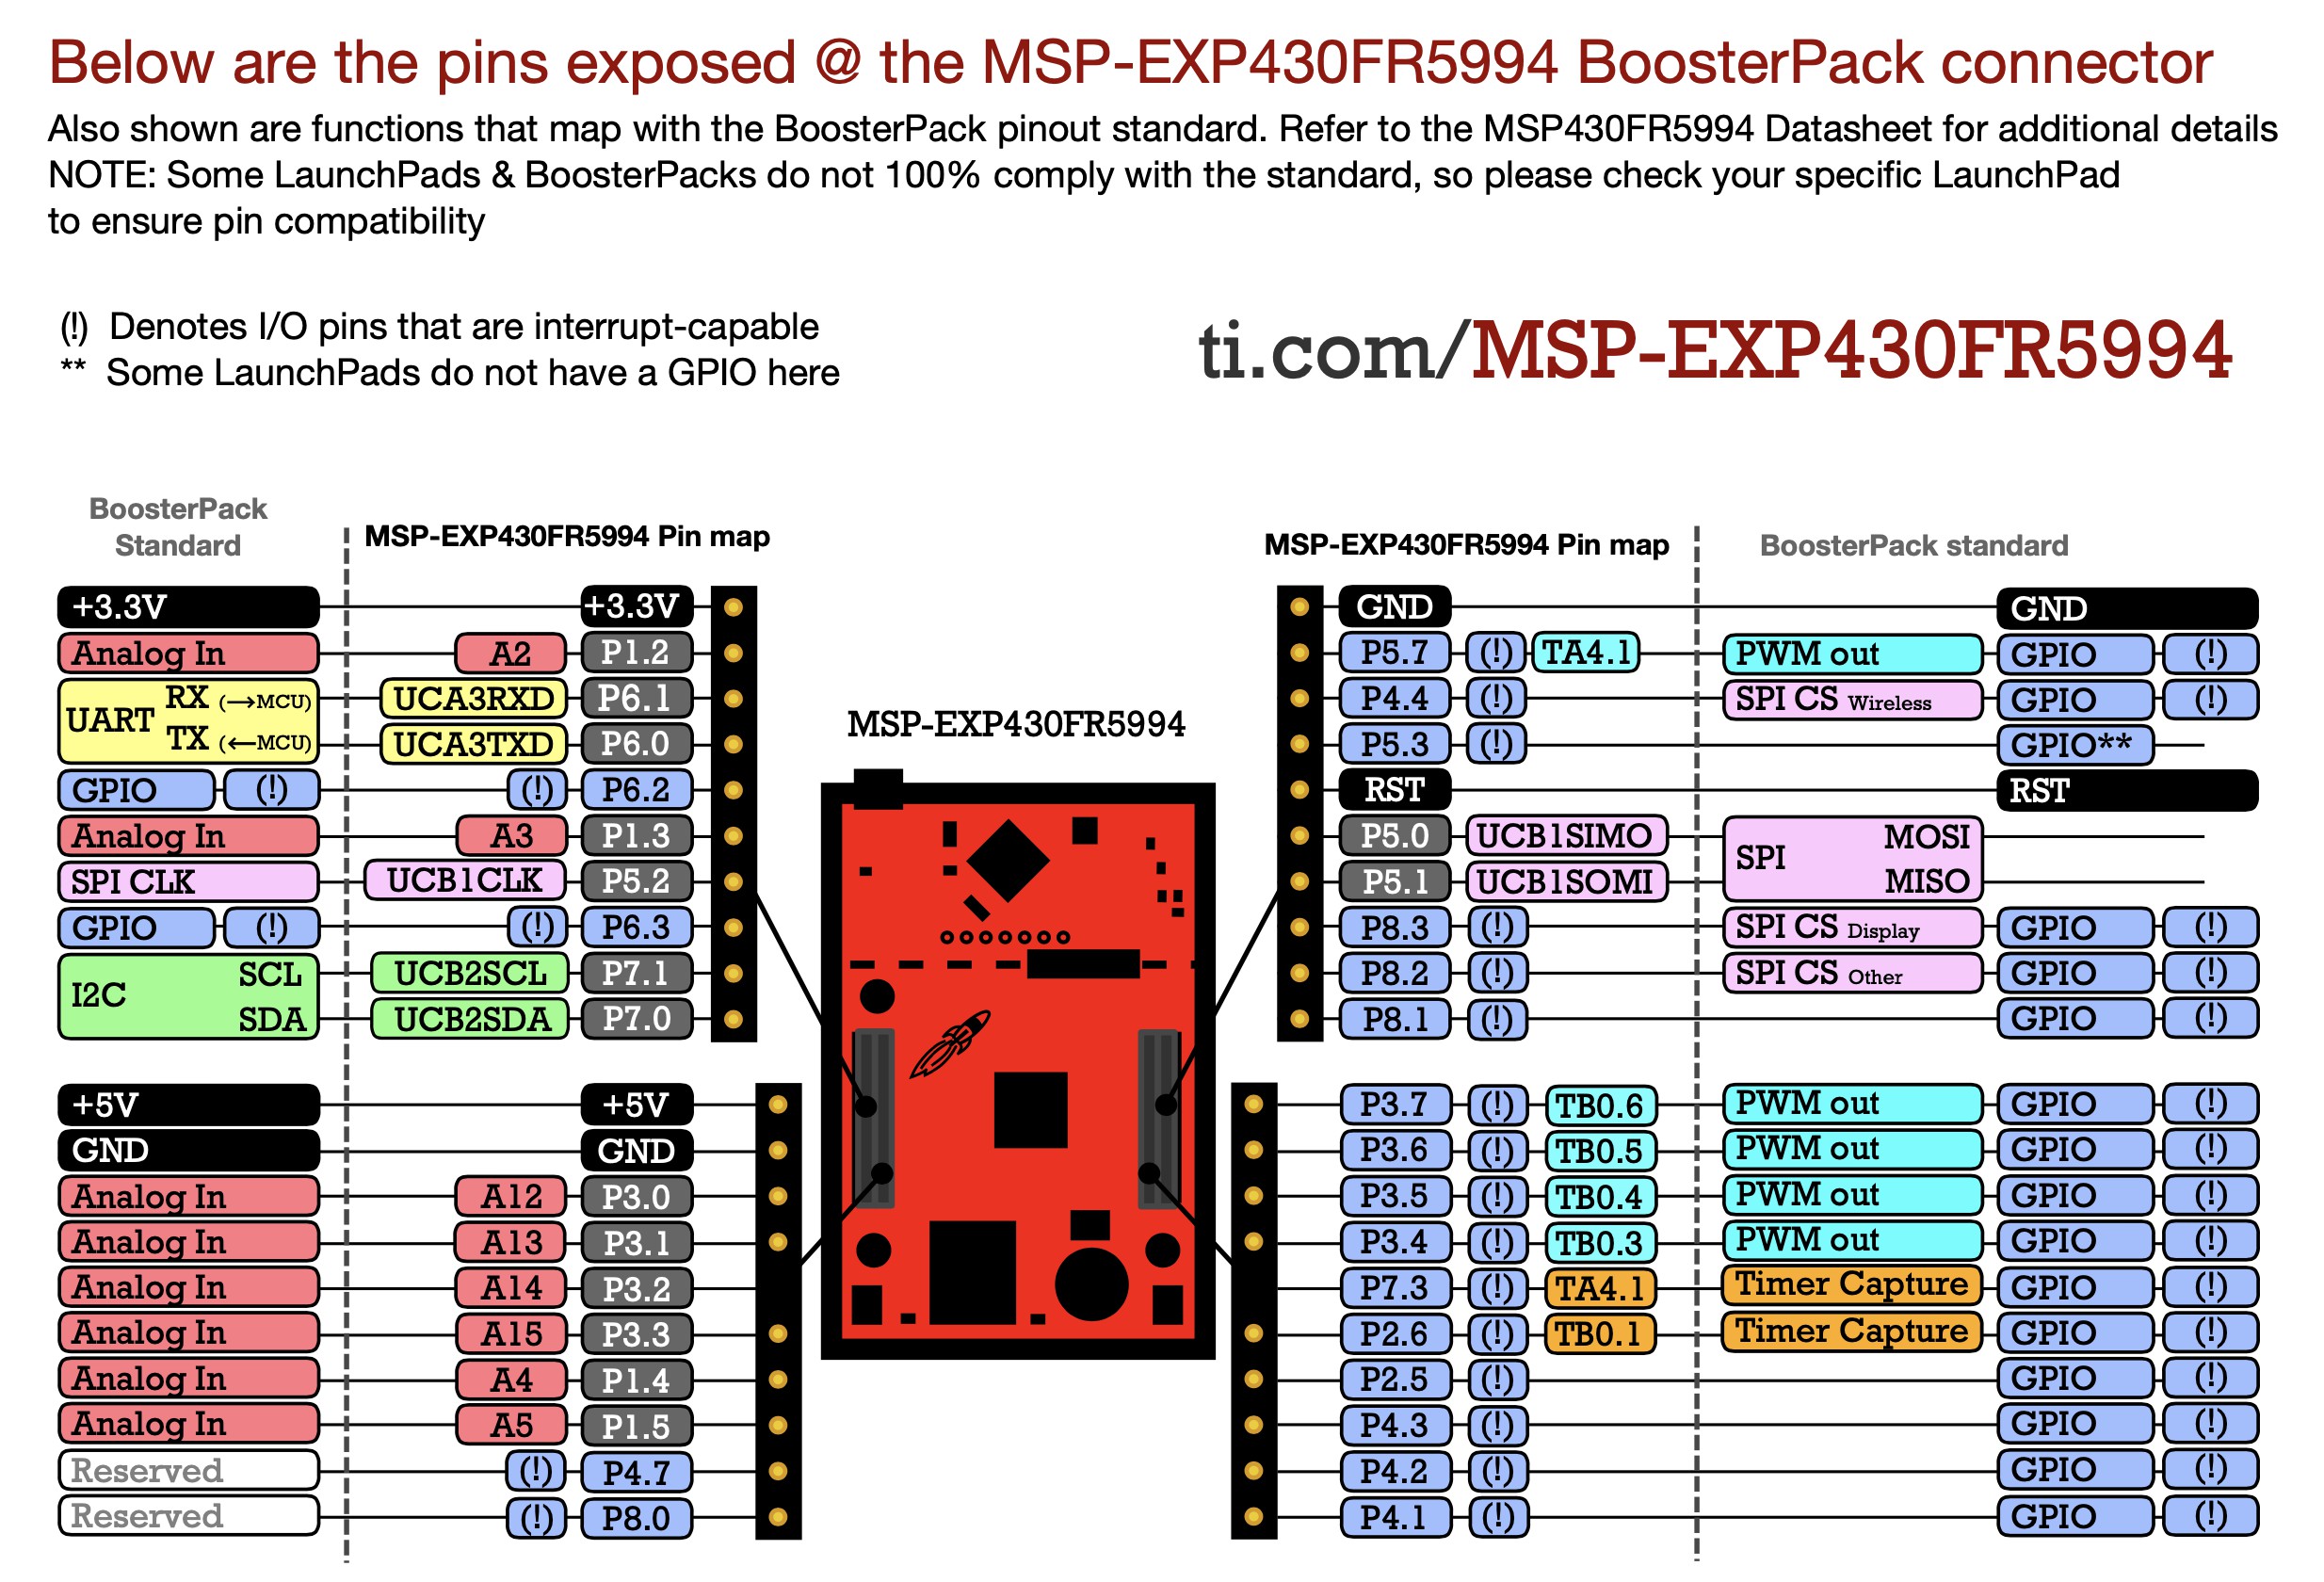 Below are the pins exposed @ the MSP-EXP430FR5994 BoosterPack connector
Also shown are functions that map with the BoosterPack pinout standard. Refer to the MSP430FR5994 Datasheet for additional details
NOTE: Some LaunchPads & BoosterPacks do not 100% comply with the standard, so please check your specific LaunchPad
to ensure pin compatibility
(!) Denotes I/O pins that are interrupt-capable
** Some LaunchPads do not have a GPIO here
ti.com/MSP-EXP430FR5994
BoosterPack
Standard
MSP-EXP430FR5994 Pin map
+3.3V +3.3V
Analog In A2 P1.2
UART RX (→MCU) UCA3RXD P6.1
TX (←MCU) UCA3TXD P6.0
GPIO (!) (!) P6.2
Analog In A3 P1.3
SPI CLK UCB1CLK P5.2
GPIO (!) (!) P6.3
I2C SCL UCB2SCL P7.1
SDA UCB2SDA P7.0
+5V +5V
GND GND
Analog In A12 P3.0
Analog In A13 P3.1
Analog In A14 P3.2
Analog In A15 P3.3
Analog In A4 P1.4
Analog In A5 P1.5
Reserved (!) P4.7
Reserved (!) P8.0
MSP-EXP430FR5994
MSP-EXP430FR5994 Pin map
BoosterPack standard
GND GND
P5.7 (!) TA4.1 PWM out GPIO (!)
P4.4 (!) SPI CS Wireless GPIO (!)
P5.3 (!) GPIO**
RST RST
P5.0 UCB1SIMO SPI MOSI
P5.1 UCB1SOMI MISO
P8.3 (!) SPI CS Display GPIO (!)
P8.2 (!) SPI CS Other GPIO (!)
P8.1 (!) GPIO (!)
P3.7 (!) TB0.6 PWM out GPIO (!)
P3.6 (!) TB0.5 PWM out GPIO (!)
P3.5 (!) TB0.4 PWM out GPIO (!)
P3.4 (!) TB0.3 PWM out GPIO (!)
P7.3 (!) TA4.1 Timer Capture GPIO (!)
P2.6 (!) TB0.1 Timer Capture GPIO (!)
P2.5 (!) GPIO (!)
P4.3 (!) GPIO (!)
P4.2 (!) GPIO (!)
P4.1 (!) GPIO (!)